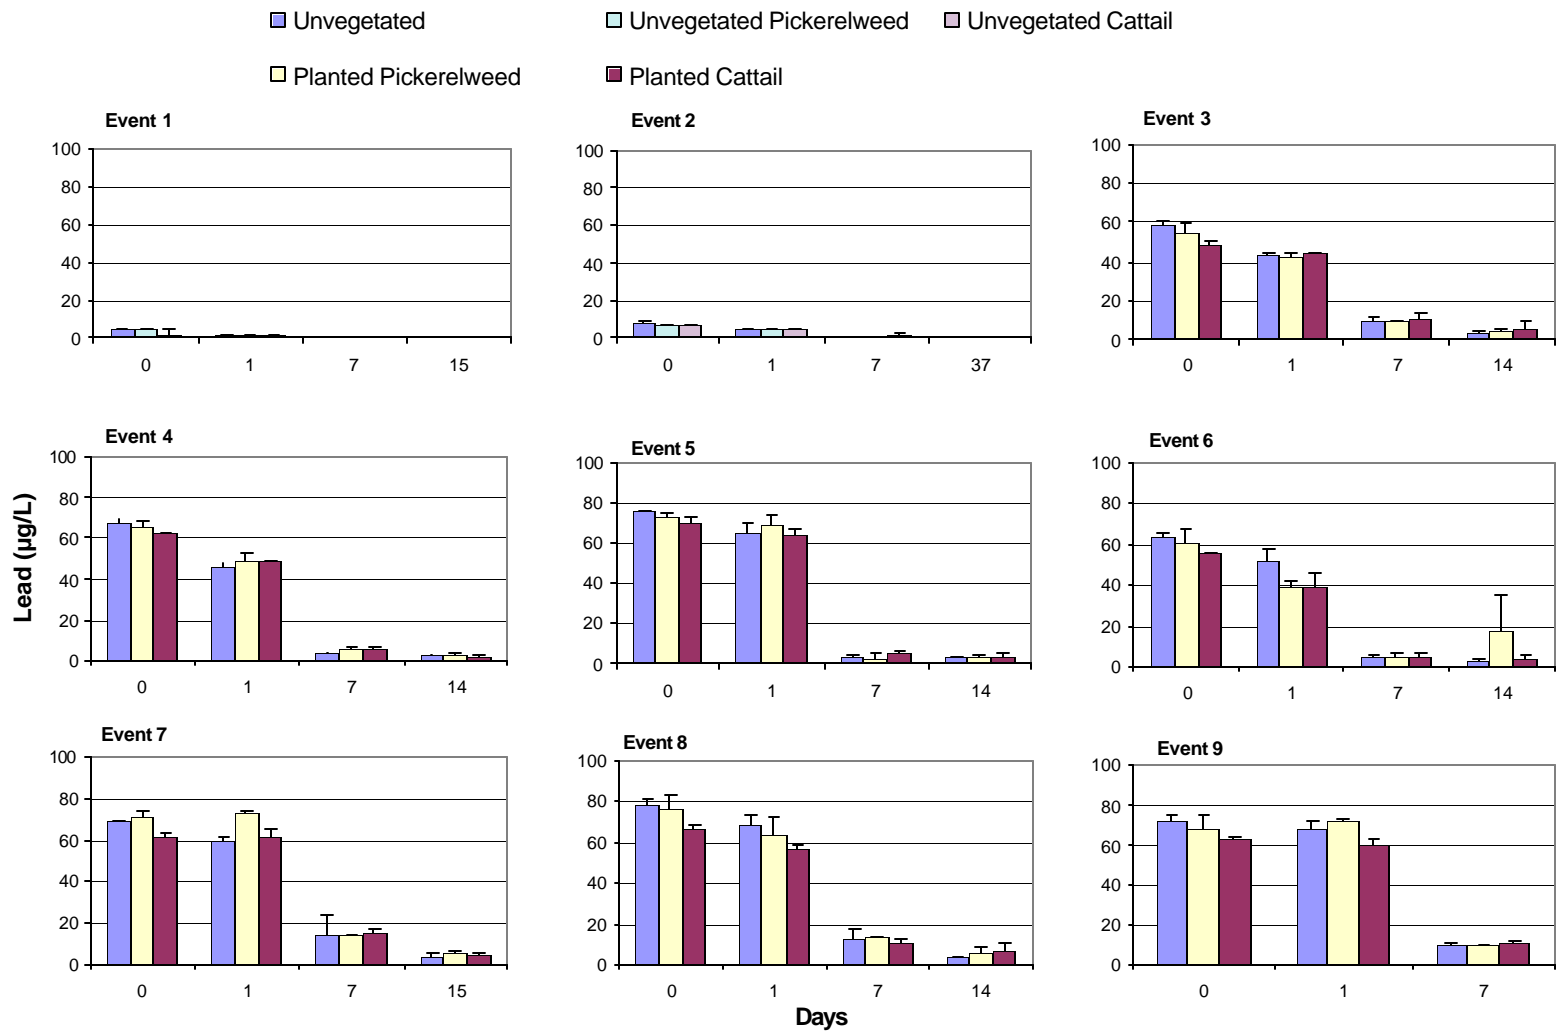 Unvegetated Unvegetated Pickerelweed Unvegetated Cattail
Planted Pickerelweed Planted Cattail
Lead (µg/L)
Event 1
100
80
60
40
20
0
0 1 7 15
Event 2
100
80
60
40
20
0
0 1 7 37
Event 3
100
80
60
40
20
0
0 1 7 14
Event 4
100
80
60
40
20
0
0 1 7 14
Event 5
100
80
60
40
20
0
0 1 7 14
Event 6
100
80
60
40
20
0
0 1 7 14
Event 7
100
80
60
40
20
0
0 1 7 15
Event 8
100
80
60
40
20
0
0 1 7 14
Event 9
100
80
60
40
20
0
0 1 7
Days